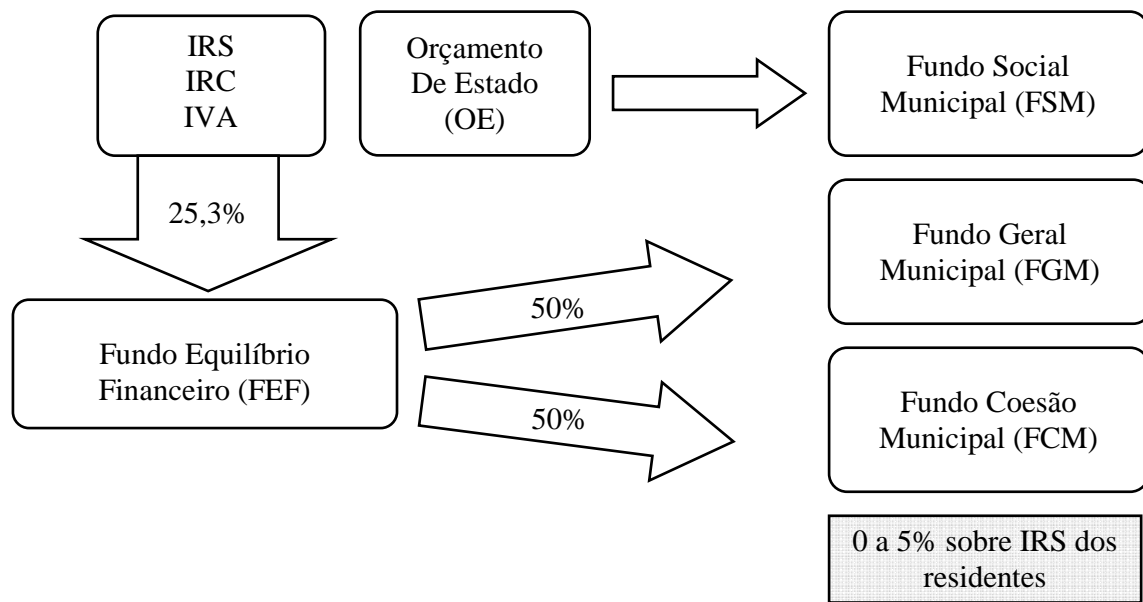 IRS
IRC
IVA
Orçamento
De Estado
(OE)
Fundo Social
Municipal (FSM)
25,3%
Fundo Geral
Municipal (FGM)
50%
Fundo Equilíbrio
Financeiro (FEF)
50%
Fundo Coesão
Municipal (FCM)
0 a 5% sobre IRS dos
residentes